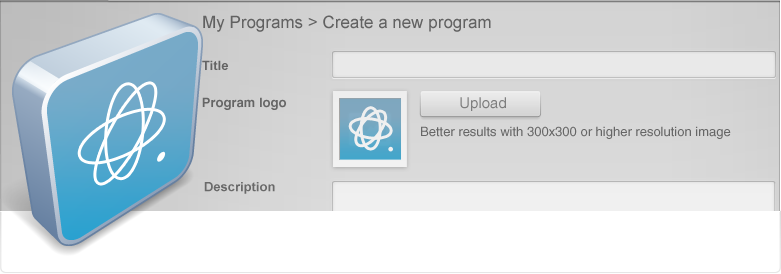 My Programs > Create a new program
Title
Program logo
Upload
Better results with 300x300 or higher resolution image
Description